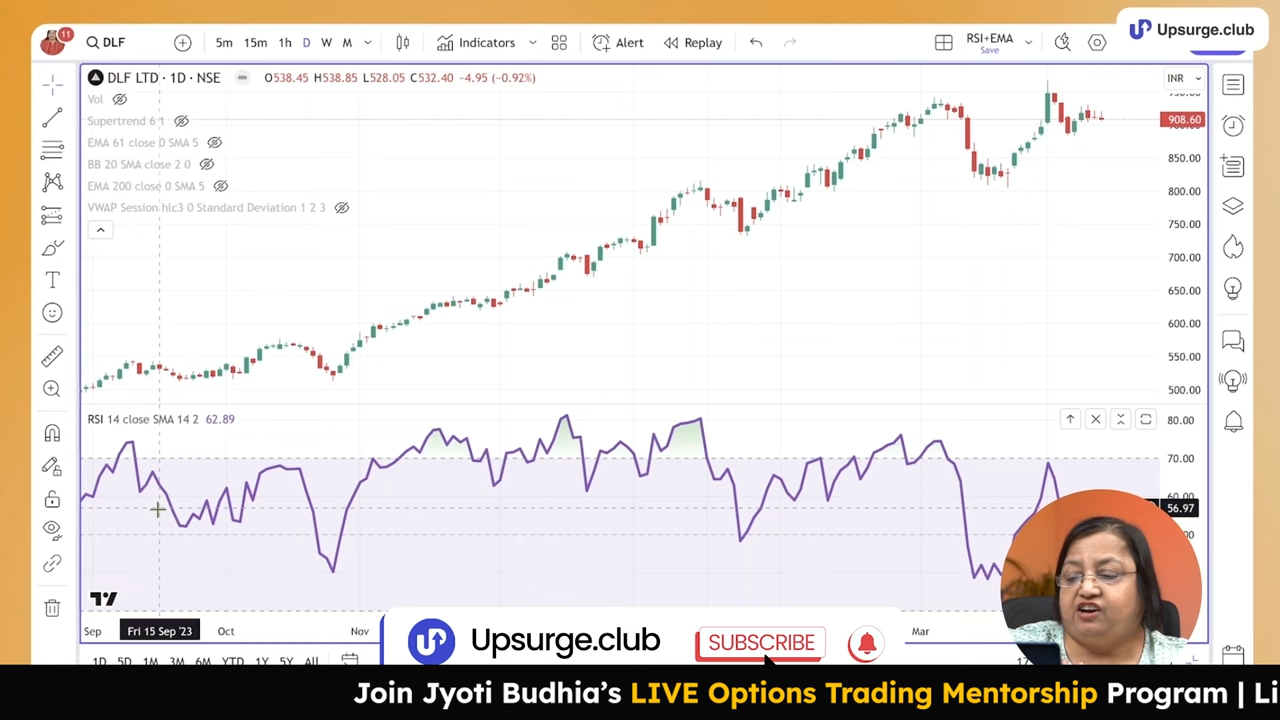 Upsurge.club
11
DLF
5m 15m 1h D W M
Indicators
Alert
Replay
RSI+EMA
Save
DLF LTD · 1D · NSE
O538.45 H538.85 L528.05 C532.40 -4.95 (-0.92%)
INR
Vol
Supertrend 6 1
EMA 61 close 0 SMA 5
BB 20 SMA close 2 0
EMA 200 close 0 SMA 5
VWAP Session hlc3 0 Standard Deviation 1 2 3
908.60
850.00
800.00
750.00
700.00
650.00
600.00
550.00
500.00
RSI 14 close SMA 14 2 62.89
80.00
70.00
60.00
56.97
Sep
Fri 15 Sep '23
Oct
Nov
Mar
Upsurge.club
SUBSCRIBE
1D 5D 1M 3M 6M YTD 1Y 5Y All
Join Jyoti Budhia's LIVE Options Trading Mentorship Program | Li